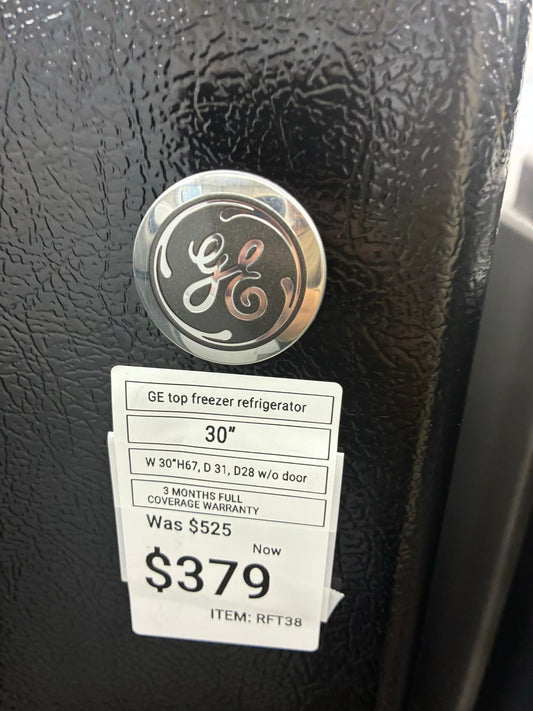 GE
GE top freezer refrigerator
30"
W 30"H67, D 31, D28 w/o door
3 MONTHS FULL
COVERAGE WARRANTY
Was $525
Now
$379
ITEM: RFT38